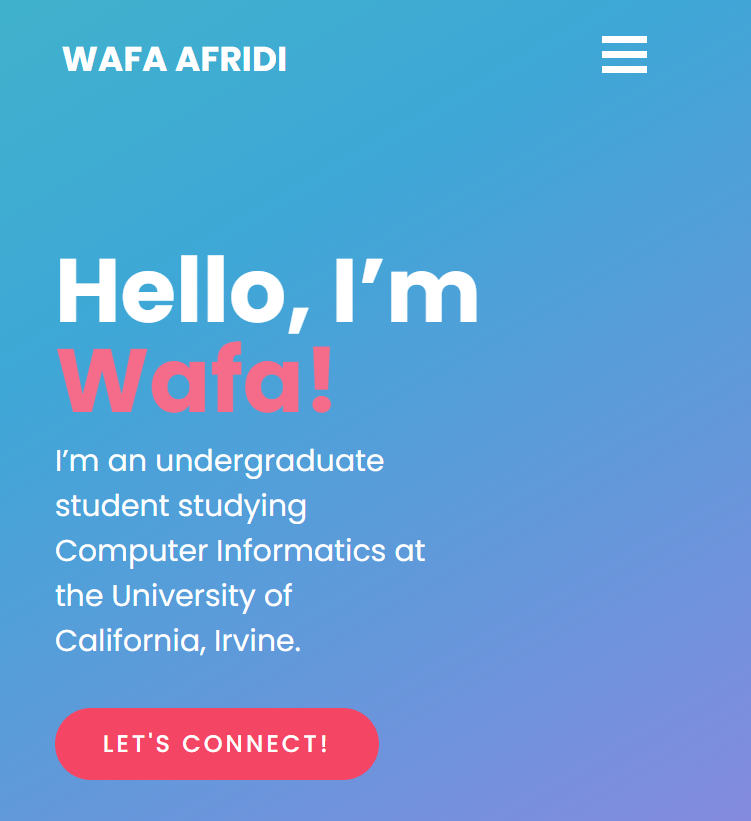 WAFA AFRIDI
Hello, I’m
Wafa!
I’m an undergraduate
student studying
Computer Informatics at
the University of
California, Irvine.
LET'S CONNECT!